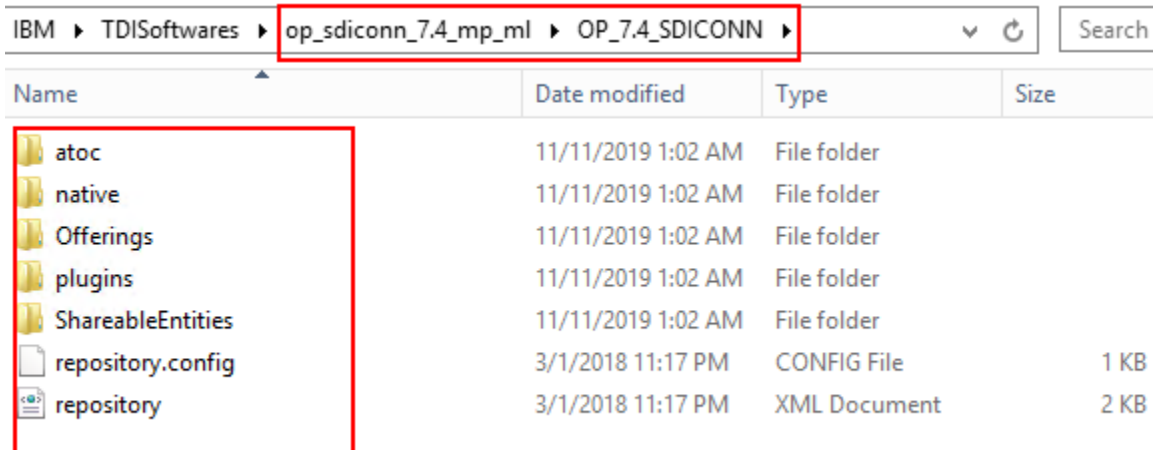 IBM TDISoftwares op_sdiconn_7.4_mp_ml OP_7.4_SDICONN Search
Name Date modified Type Size
atoc 11/11/2019 1:02 AM File folder
native 11/11/2019 1:02 AM File folder
Offerings 11/11/2019 1:02 AM File folder
plugins 11/11/2019 1:02 AM File folder
ShareableEntities 11/11/2019 1:02 AM File folder
repository.config 3/1/2018 11:17 PM CONFIG File 1 KB
repository 3/1/2018 11:17 PM XML Document 2 KB